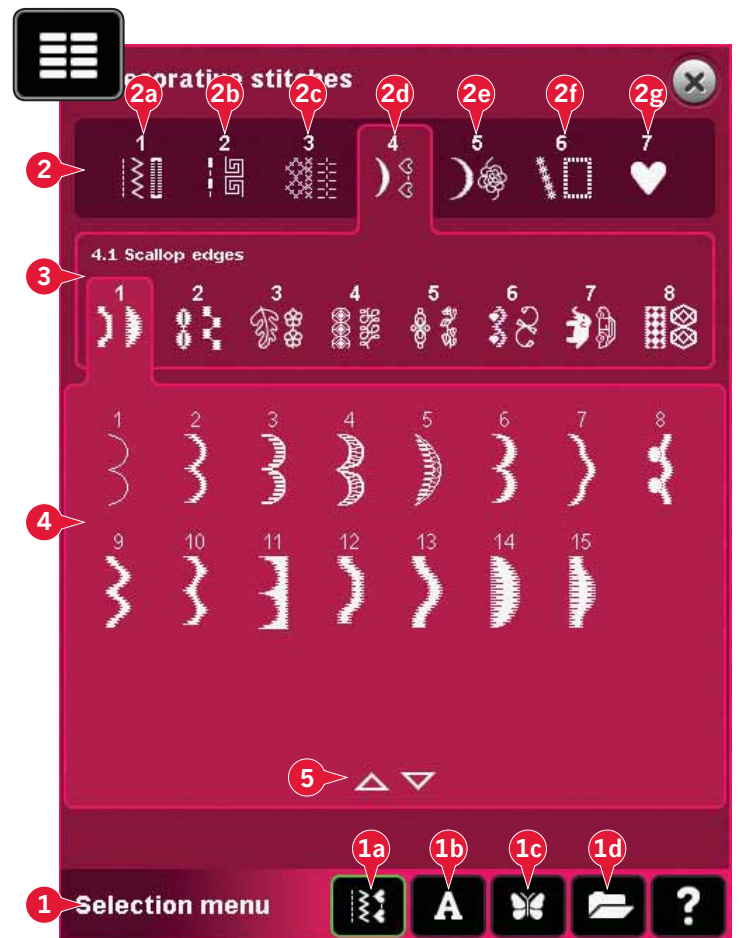 ecorative stitches
2a 2b 2c 2d 2e 2f 2g
1 2 3 4 5 6 7
2
4.1 Scallop edges
3
1 2 3 4 5 6 7 8
1 2 3 4 5 6 7 8
4
9 10 11 12 13 14 15
5
1a 1b 1c 1d
1 Selection menu A ?